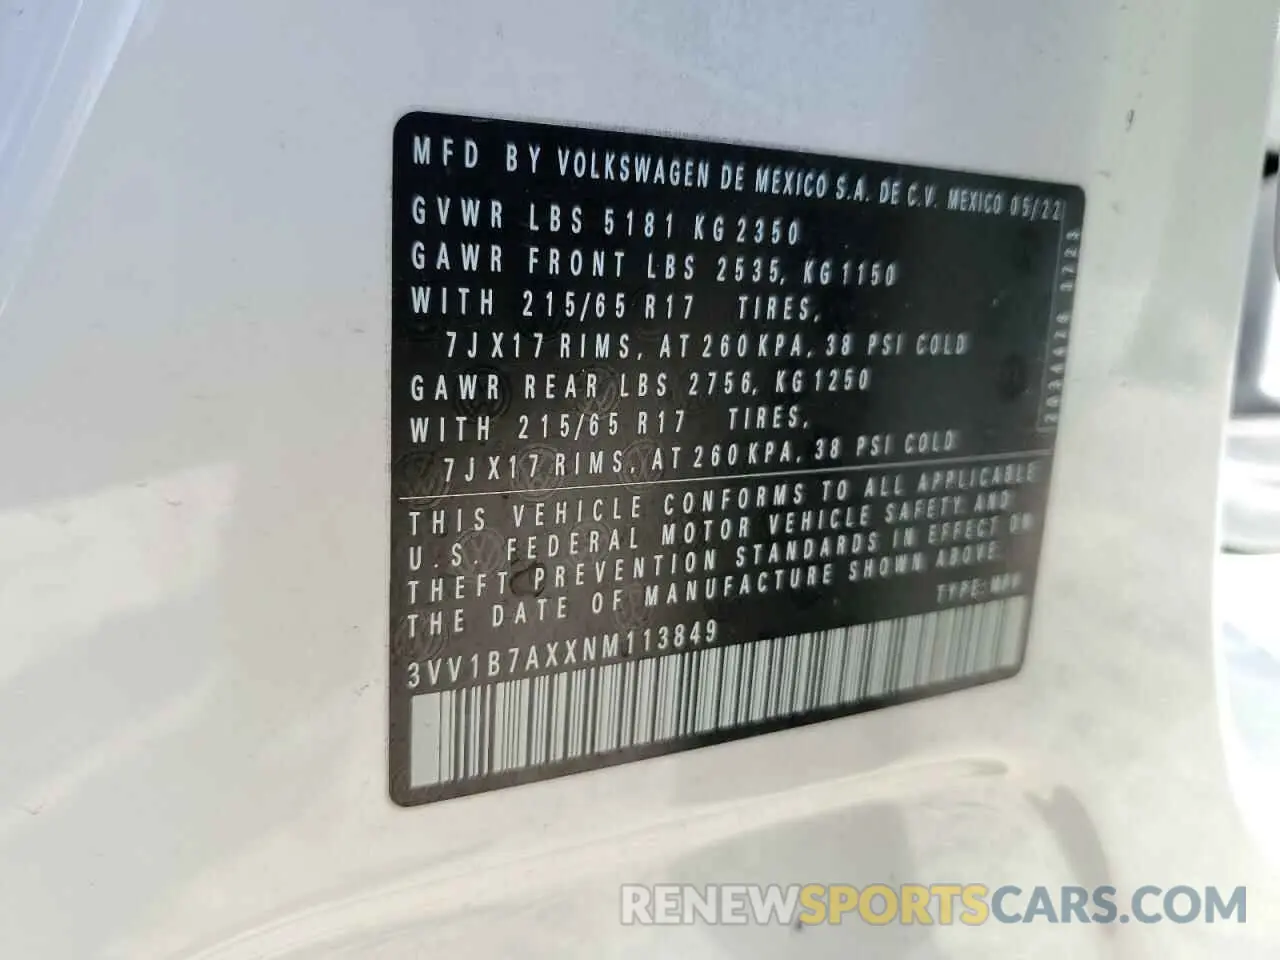 MFD BY VOLKSWAGEN DE MEXICO S.A. DE C.V. MEXICO 05/22
GVWR LBS 5181 KG 2350
GAWR FRONT LBS 2535, KG 1150
WITH 215/65 R17 TIRES,
7JX17 RIMS, AT 260 KPA, 38 PSI COLD
GAWR REAR LBS 2756, KG 1250
WITH 215/65 R17 TIRES,
7JX17 RIMS, AT 260 KPA, 38 PSI COLD
THIS VEHICLE CONFORMS TO ALL APPLICABLE
U.S. FEDERAL MOTOR VEHICLE SAFETY AND
THEFT PREVENTION STANDARDS IN EFFECT ON
THE DATE OF MANUFACTURE SHOWN ABOVE.
TYPE: MPV
3VV1B7AXXNM113849
RENEWSPORTSCARS.COM